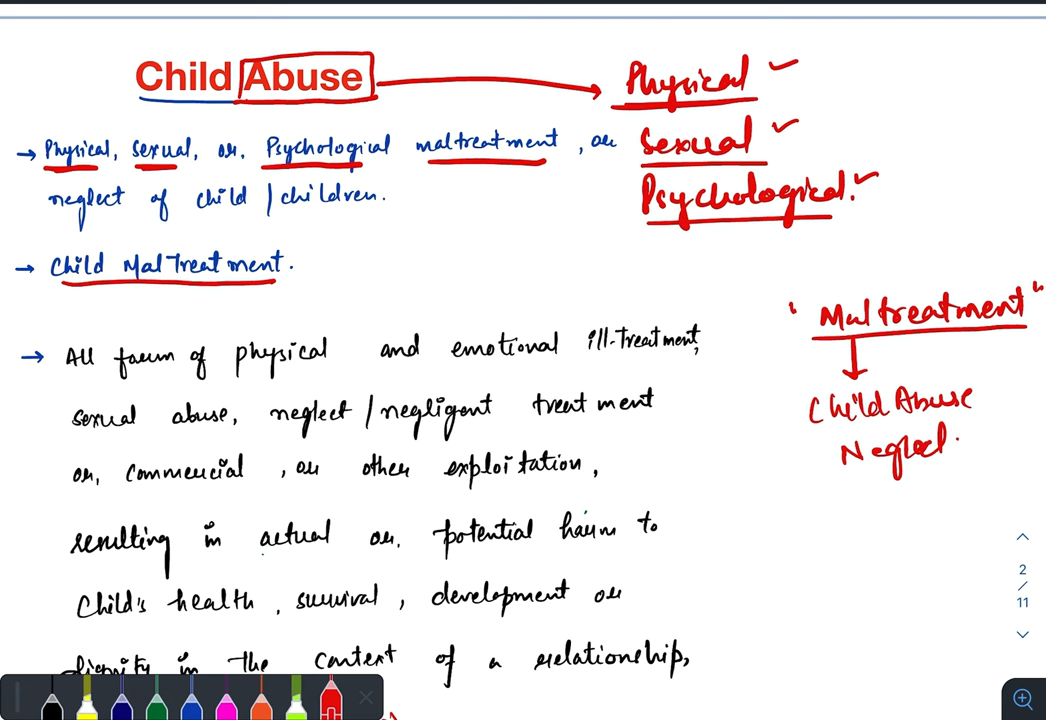 Child Abuse
Physical
→ Physical, Sexual, or, Psychological maltreatment, or
Sexual
neglect of child / children.
Psychological.
→ Child MalTreatment.
"Maltreatment"
→ All form of physical and emotional ill-Treatment,
Child Abuse
sexual abuse, neglect / negligent treatment
Neglect.
or, commercial, or other exploitation,
resulting in actual or, potential harm to
2
/
11
Child's health, survival, development or
dignity in the context of a relationship,